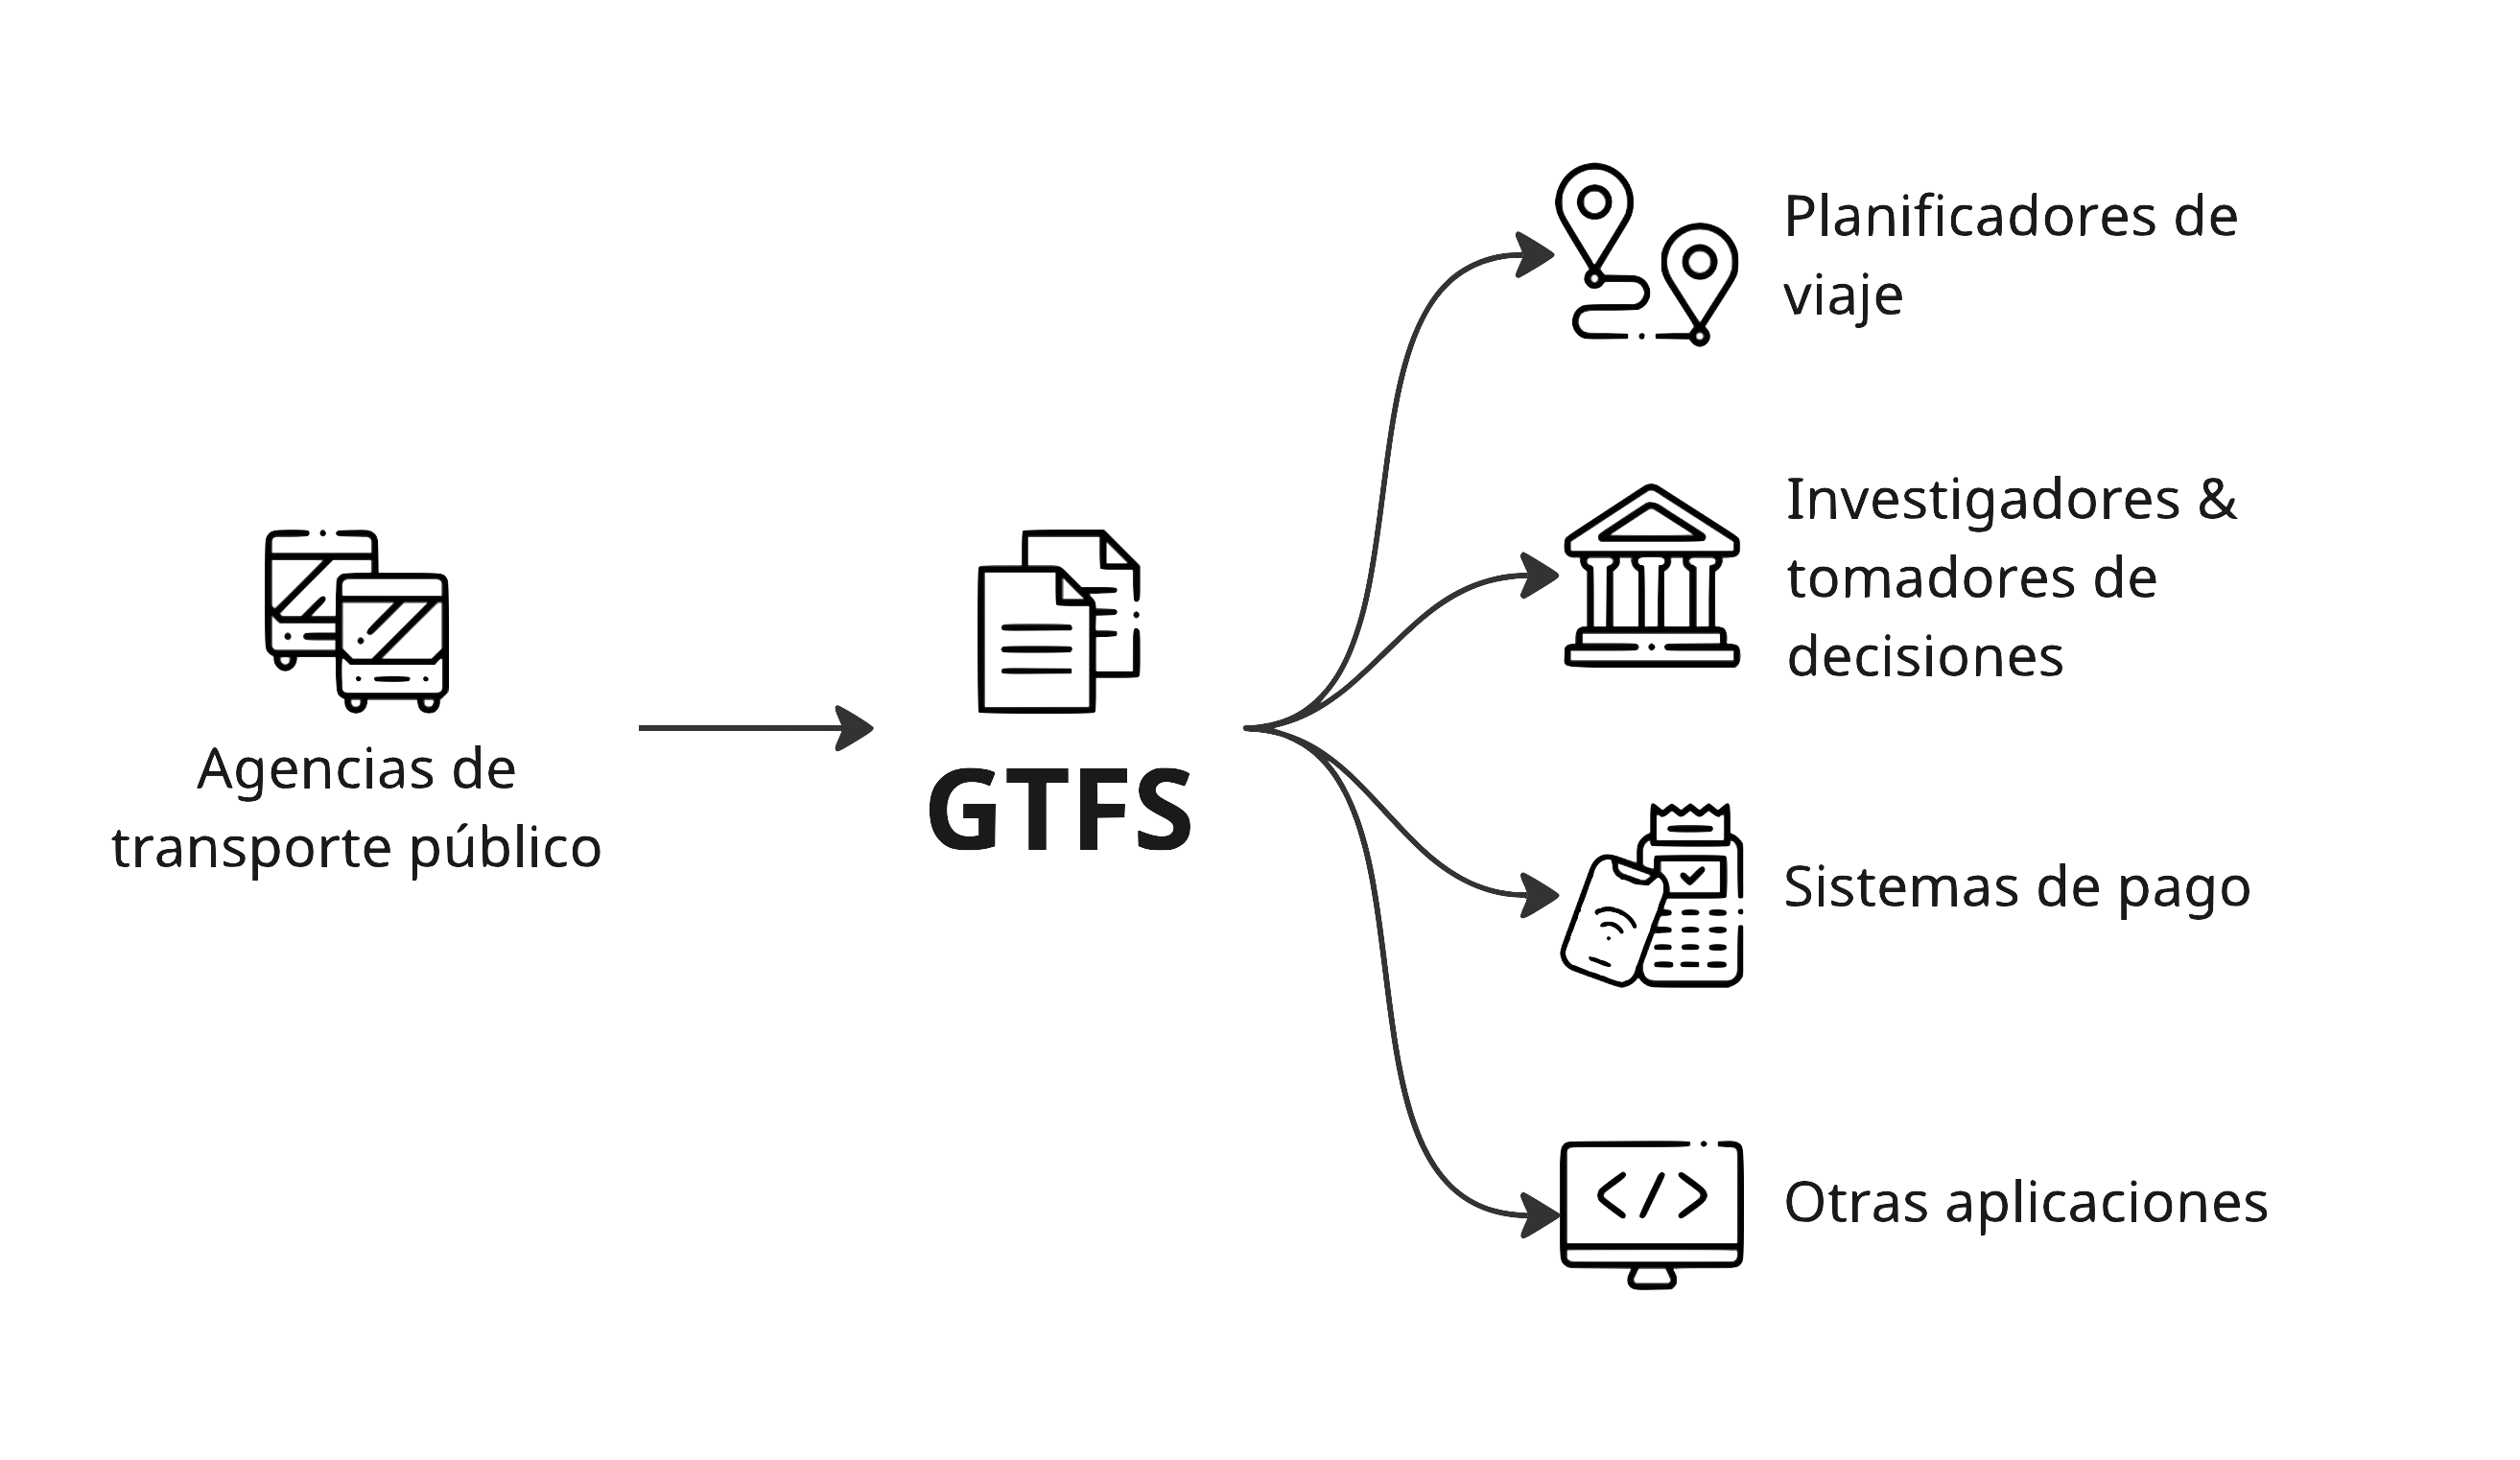 Agencias de
transporte público
GTFS
Planificadores de
viaje
Investigadores &
tomadores de
decisiones
Sistemas de pago
</>
Otras aplicaciones